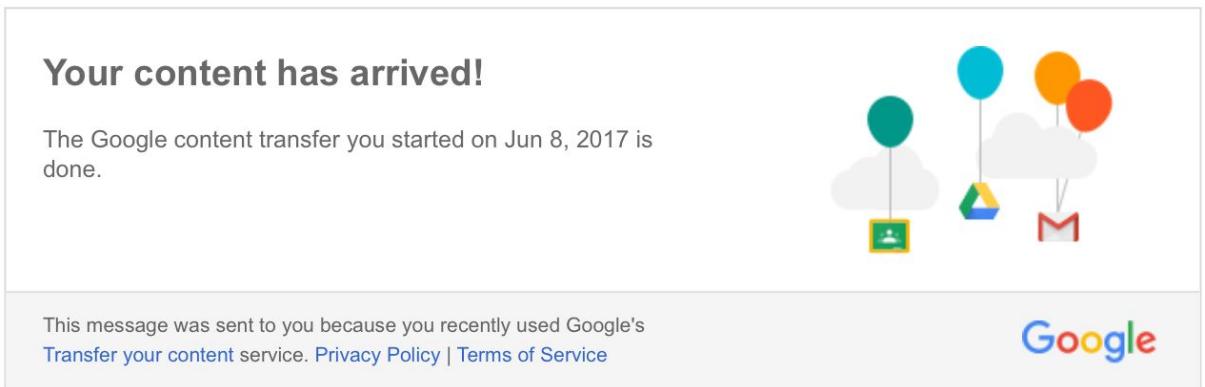 Your content has arrived!
The Google content transfer you started on Jun 8, 2017 is
done.
This message was sent to you because you recently used Google's
Transfer your content service. Privacy Policy | Terms of Service
Google